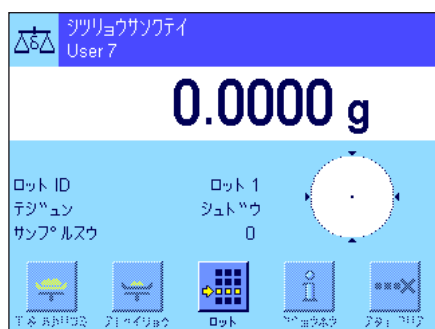 シツリョウサンクテイ
User 7
0.0000 g
ロット ID ロット 1
テジュン シュドウ
サンプルスウ 0
ロット